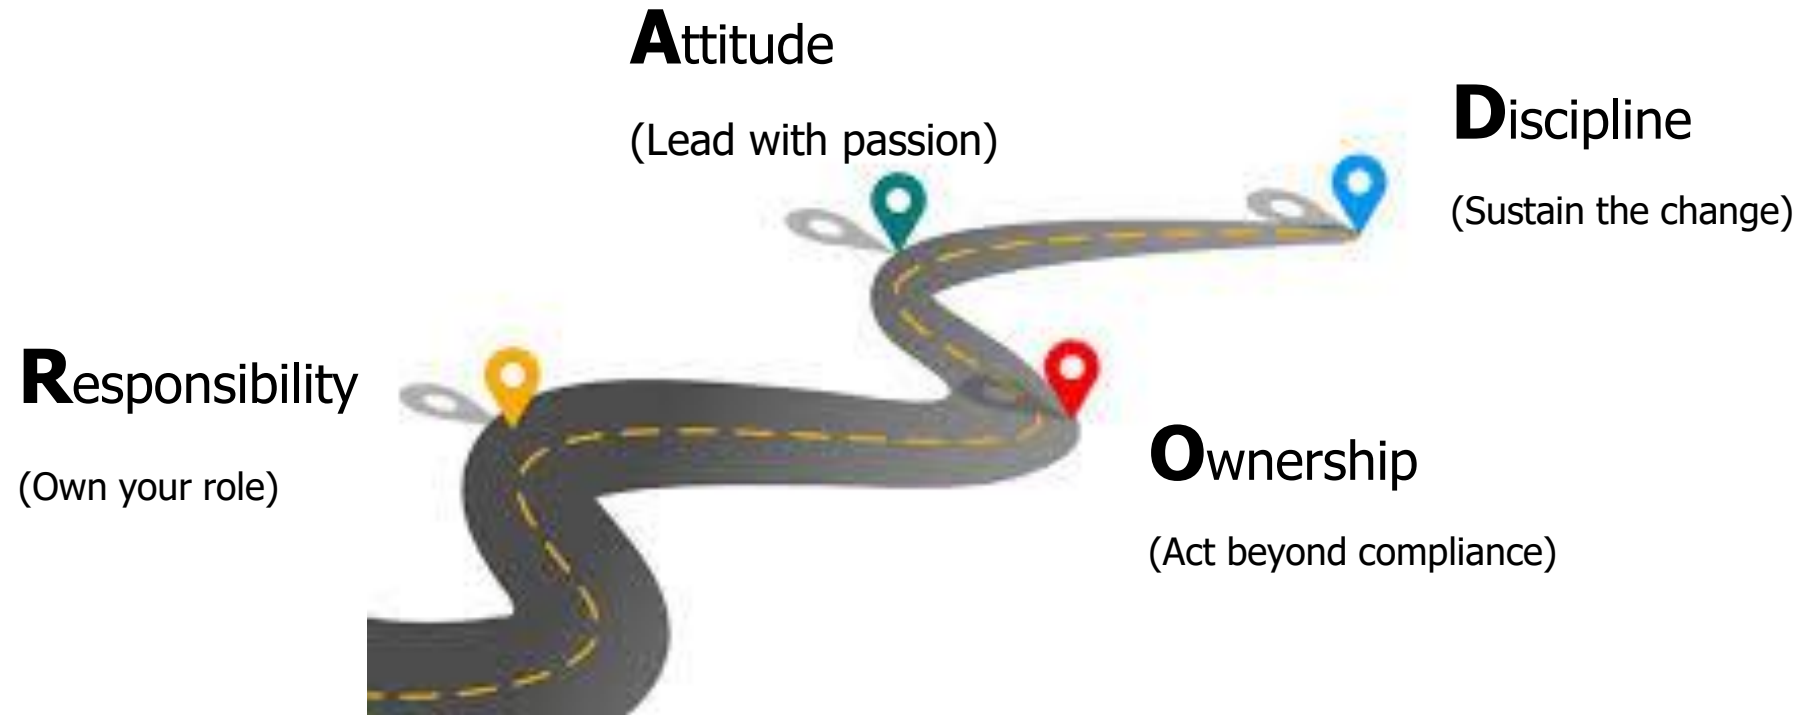 Attitude
(Lead with passion)
Discipline
(Sustain the change)
Responsibility
(Own your role)
Ownership
(Act beyond compliance)